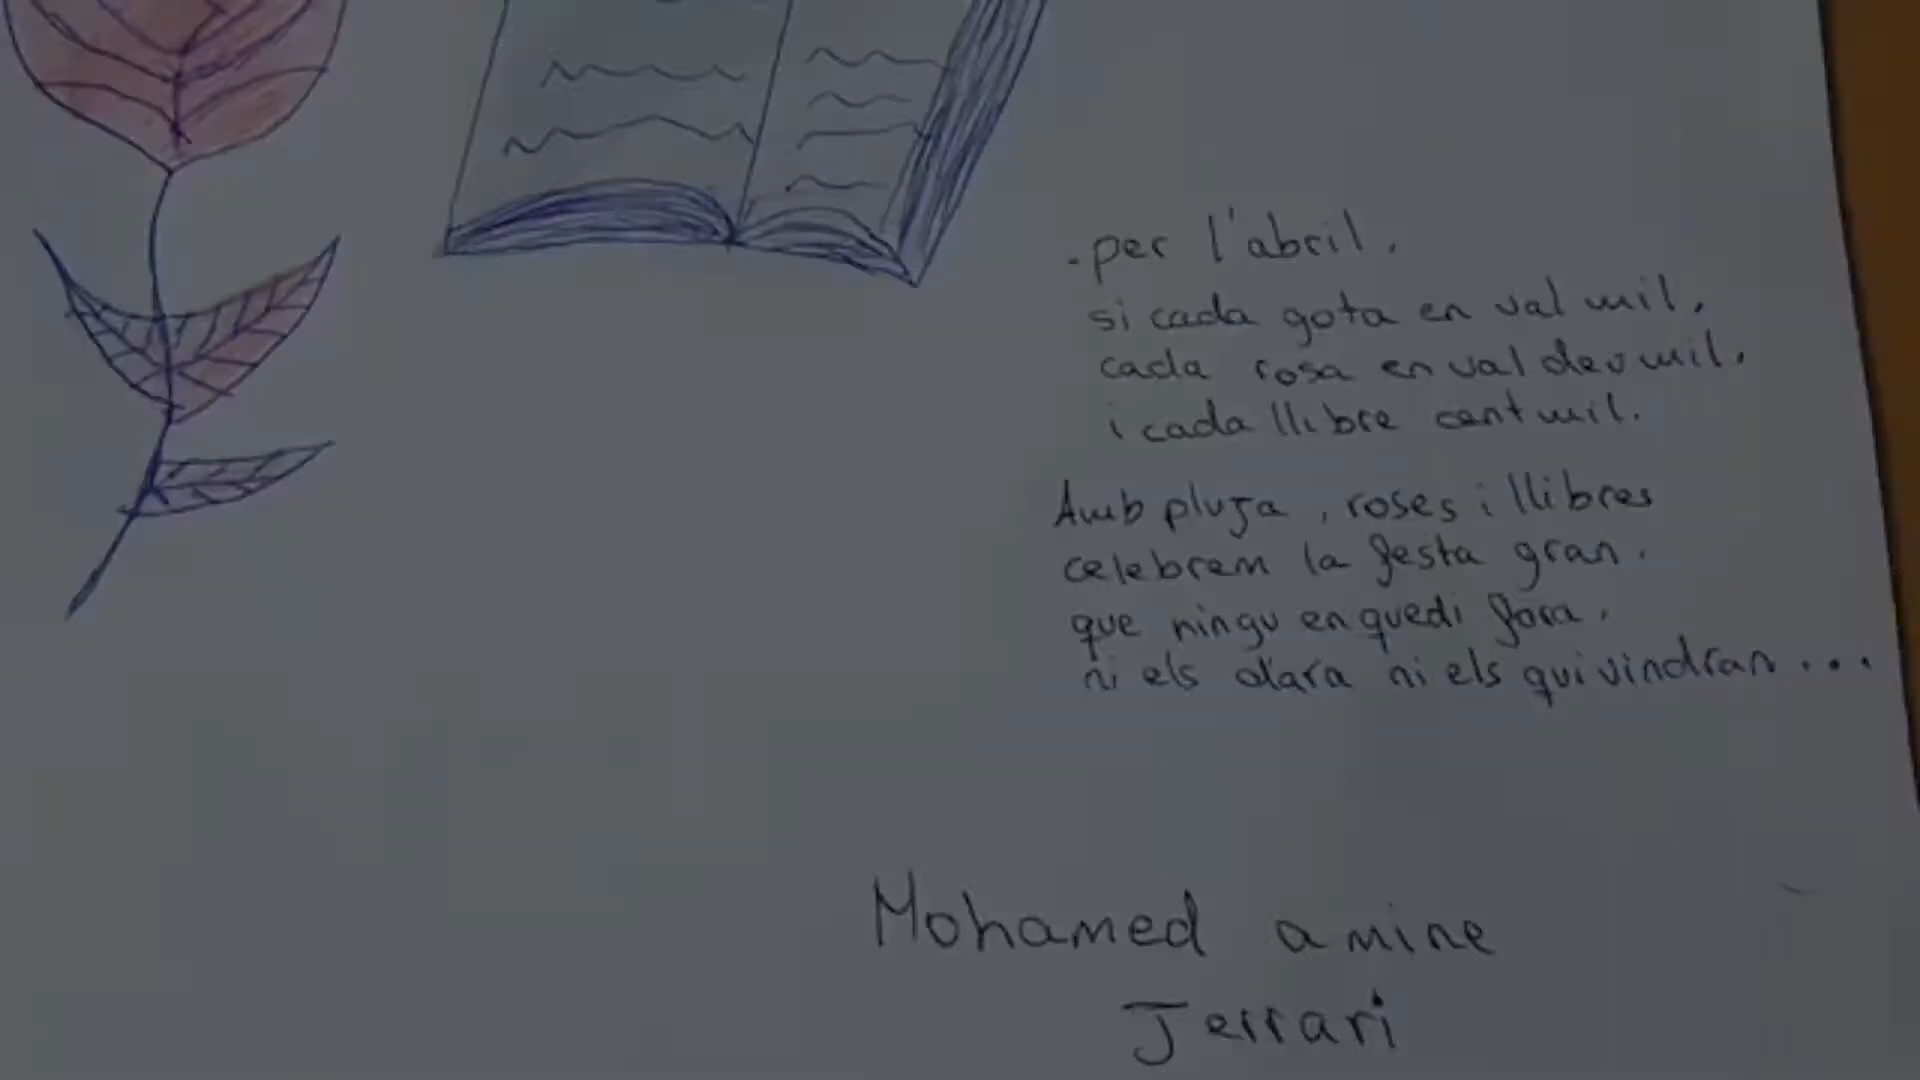 - per l'abril.
si cada gota en val mil,
cada rosa en val deu mil,
i cada llibre cent mil.
Amb pluja, roses i llibres
celebrem la festa gran.
que ningu en quedi fora,
ni els d'ara ni els qui vindran...
Mohamed amine
Jerrari